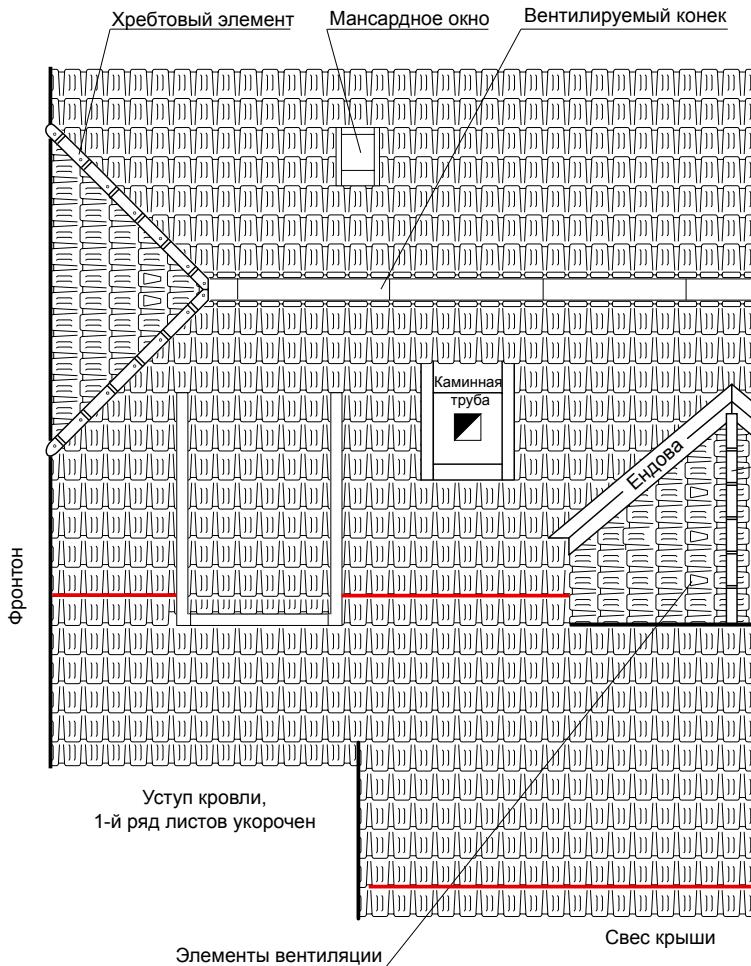 Хребтовый элемент
Мансардное окно
Вентилируемый конек
Каминная
труба
Ендова
Фронтон
Уступ кровли,
1-й ряд листов укорочен
Элементы вентиляции
Свес крыши